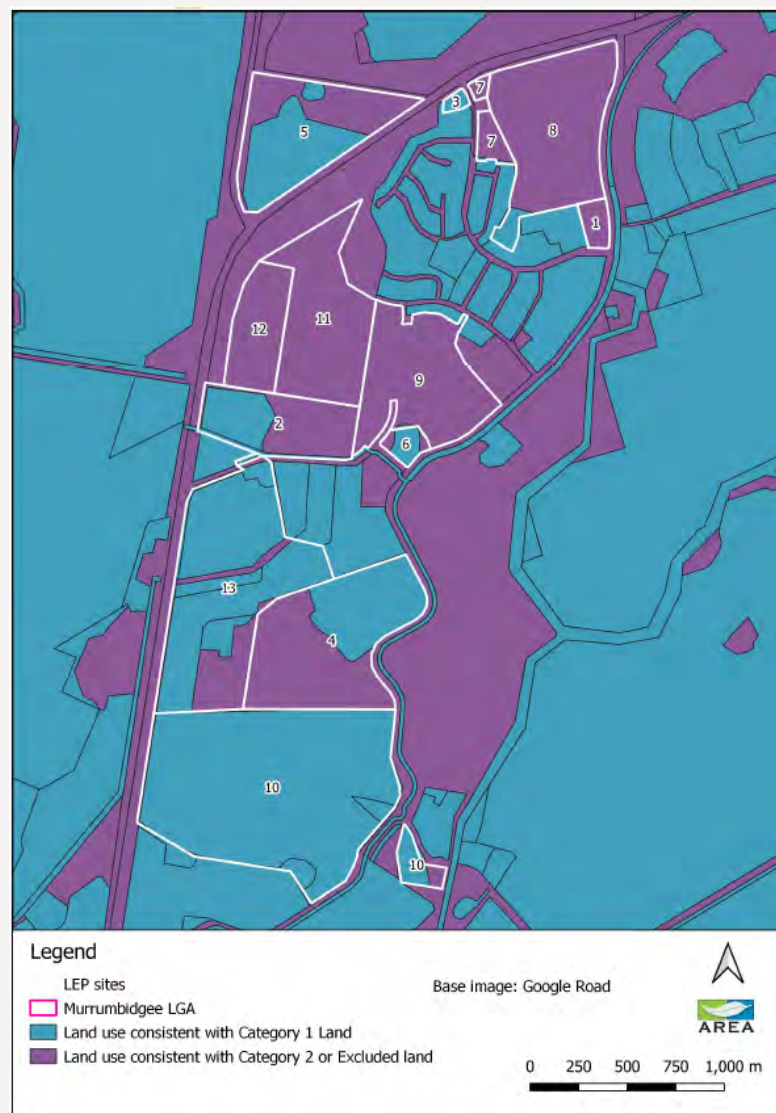 7
3
5
8
7
1
11
12
9
2
6
13
4
10
10
Legend
LEP sites
Base image: Google Road
Murrumbidgee LGA
Land use consistent with Category 1 Land
AREA
Land use consistent with Category 2 or Excluded land
0 250 500 750 1,000 m